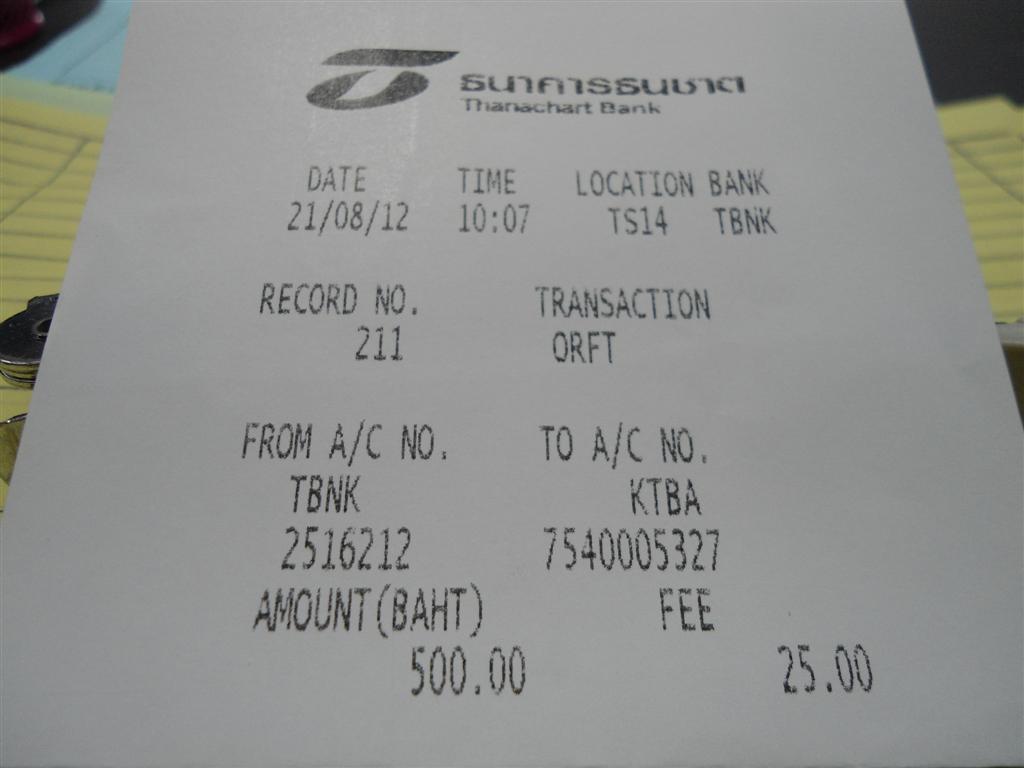 ธนาคารธนชาต
Thanachart Bank
DATE TIME LOCATION BANK
21/08/12 10:07 TS14 TBNK
RECORD NO. TRANSACTION
211 ORFT
FROM A/C NO. TO A/C NO.
TBNK KTBA
2516212 7540005327
AMOUNT(BAHT) FEE
500.00 25.00